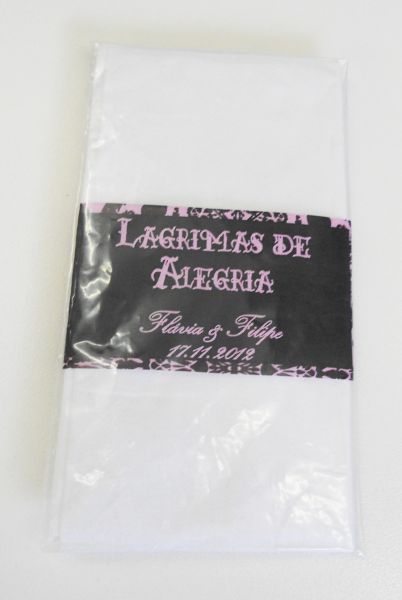 LAGRIMAS DE
ALEGRIA
Flávia & Filipe
17.11.2012